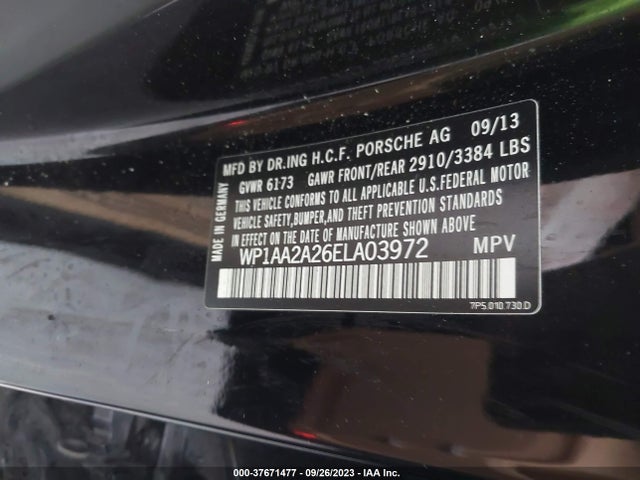 MFD BY DR.ING H.C.F. PORSCHE AG 09/13
GVWR 6173 GAWR FRONT/REAR 2910/3384 LBS
THIS VEHICLE CONFORMS TO ALL APPLICABLE U.S.FEDERAL MOTOR
VEHICLE SAFETY,BUMPER,AND THEFT PREVENTION STANDARDS
IN EFFECT ON THE DATE OF MANUFACTURE SHOWN ABOVE.
WP1AA2A26ELA03972 MPV
MADE IN GERMANY
7P5.010.730.D
000-37671477 - 09/26/2023 - IAA Inc.